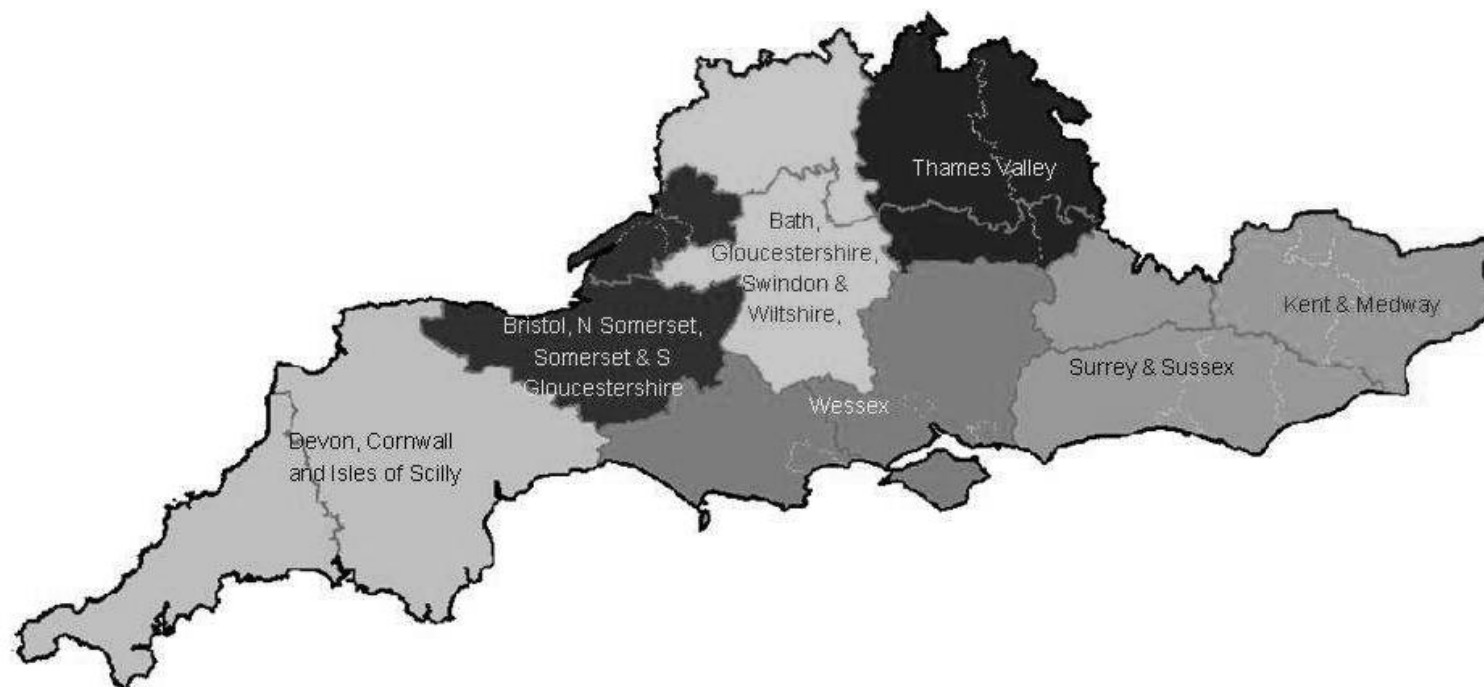 Thames Valley
Bath,
Gloucestershire,
Swindon &
Wiltshire,
Bristol, N Somerset,
Somerset & S
Gloucestershire
Kent & Medway
Surrey & Sussex
Wessex
Devon, Cornwall
and Isles of Scilly